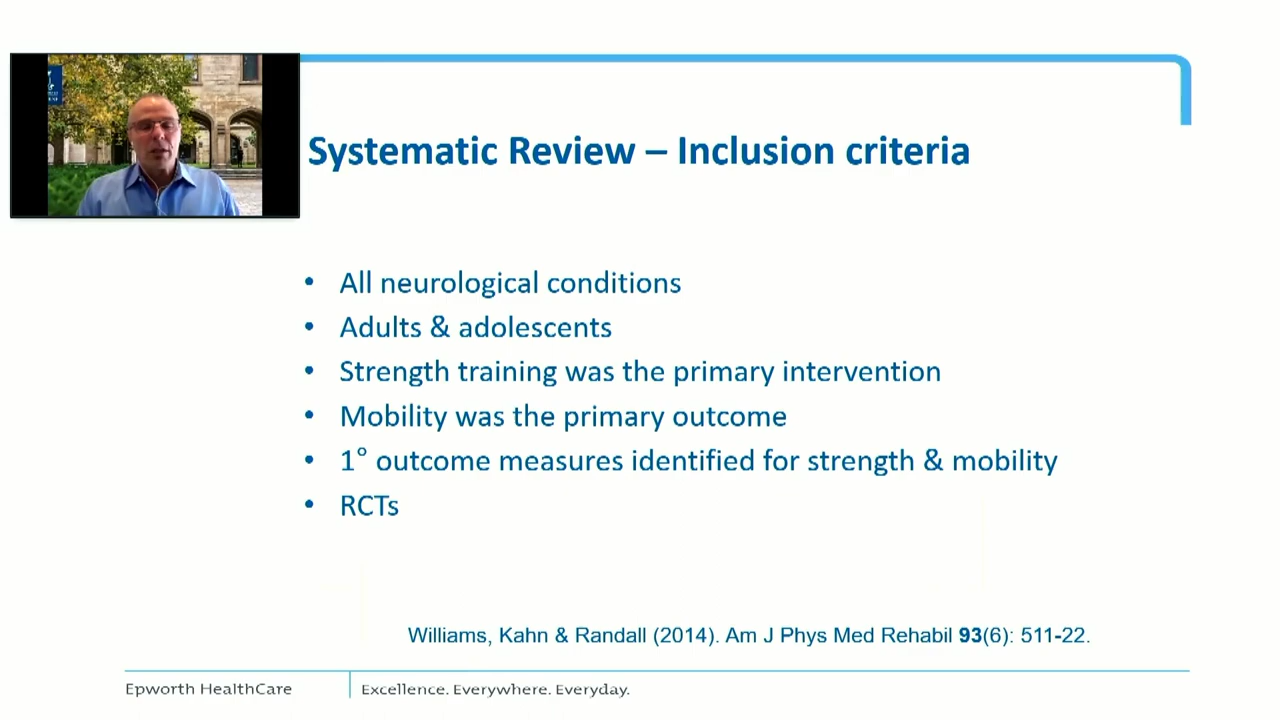 Systematic Review – Inclusion criteria
• All neurological conditions
• Adults & adolescents
• Strength training was the primary intervention
• Mobility was the primary outcome
• 1° outcome measures identified for strength & mobility
• RCTs
Williams, Kahn & Randall (2014). Am J Phys Med Rehabil 93(6): 511-22.
Epworth HealthCare
Excellence. Everywhere. Everyday.